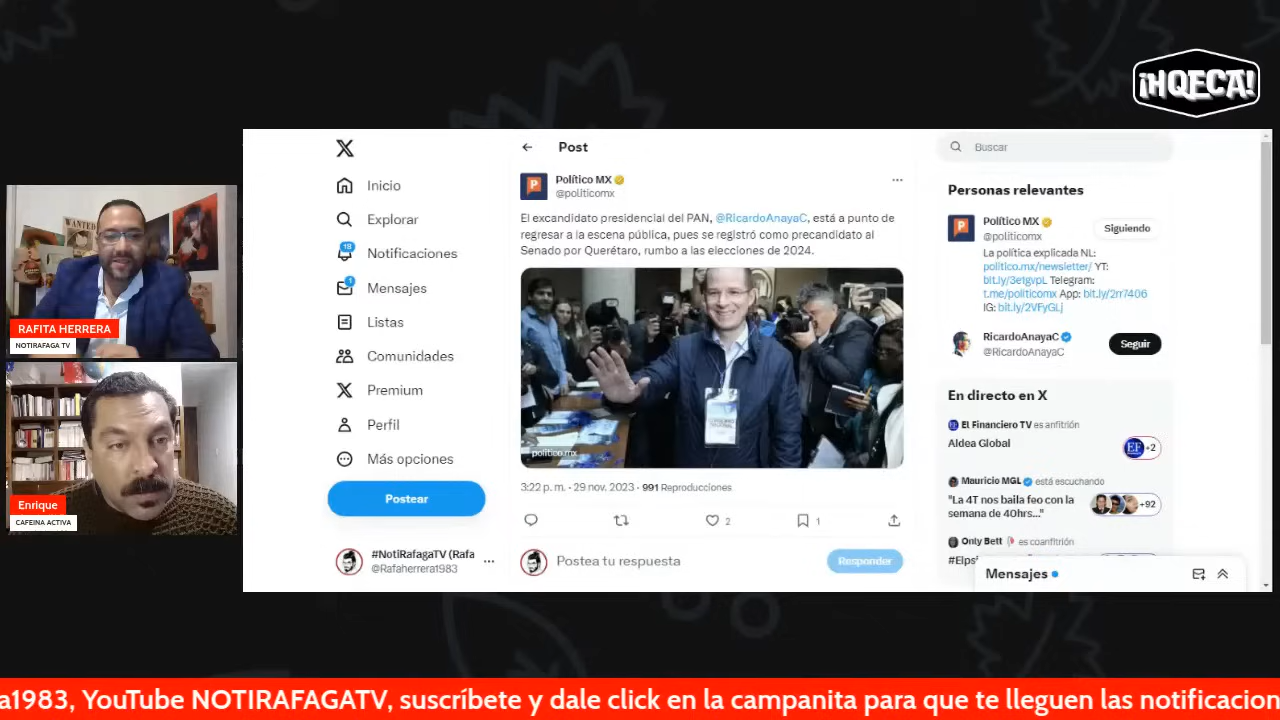 ¡HQECA!
WANTED
RAFITA HERRERA
NOTIRAFAGA TV
Enrique
CAFEINA ACTIVA
Inicio
Explorar
18
Notificaciones
1
Mensajes
Listas
Comunidades
Premium
Perfil
Más opciones
Postear
#NotiRafagaTV (Rafa
@Rafaherrera1983
Post
Político MX
@politicomx
El excandidato presidencial del PAN, @RicardoAnayaC, está a punto de
regresar a la escena pública, pues se registró como precandidato al
Senado por Querétaro, rumbo a las elecciones de 2024.
politico.mx
3:22 p. m. · 29 nov. 2023 · 991 Reproducciones
2
1
Postea tu respuesta
Responder
Buscar
Personas relevantes
Político MX
@politicomx
Siguiendo
La política explicada NL:
politico.mx/newsletter/ YT:
bit.ly/3etgvpL Telegram:
t.me/politicomx App: bit.ly/2rr7406
IG: bit.ly/2VFyGLj
RicardoAnayaC
@RicardoAnayaC
Seguir
En directo en X
El Financiero TV es anfitrión
Aldea Global
EF +2
Mauricio MGL está escuchando
"La 4T nos baila feo con la
semana de 40hrs..."
+92
Only Bett es coanfitrión
Mensajes
a1983, YouTube NOTIRAFAGATV, suscríbete y dale click en la campanita para que te lleguen las notificacion